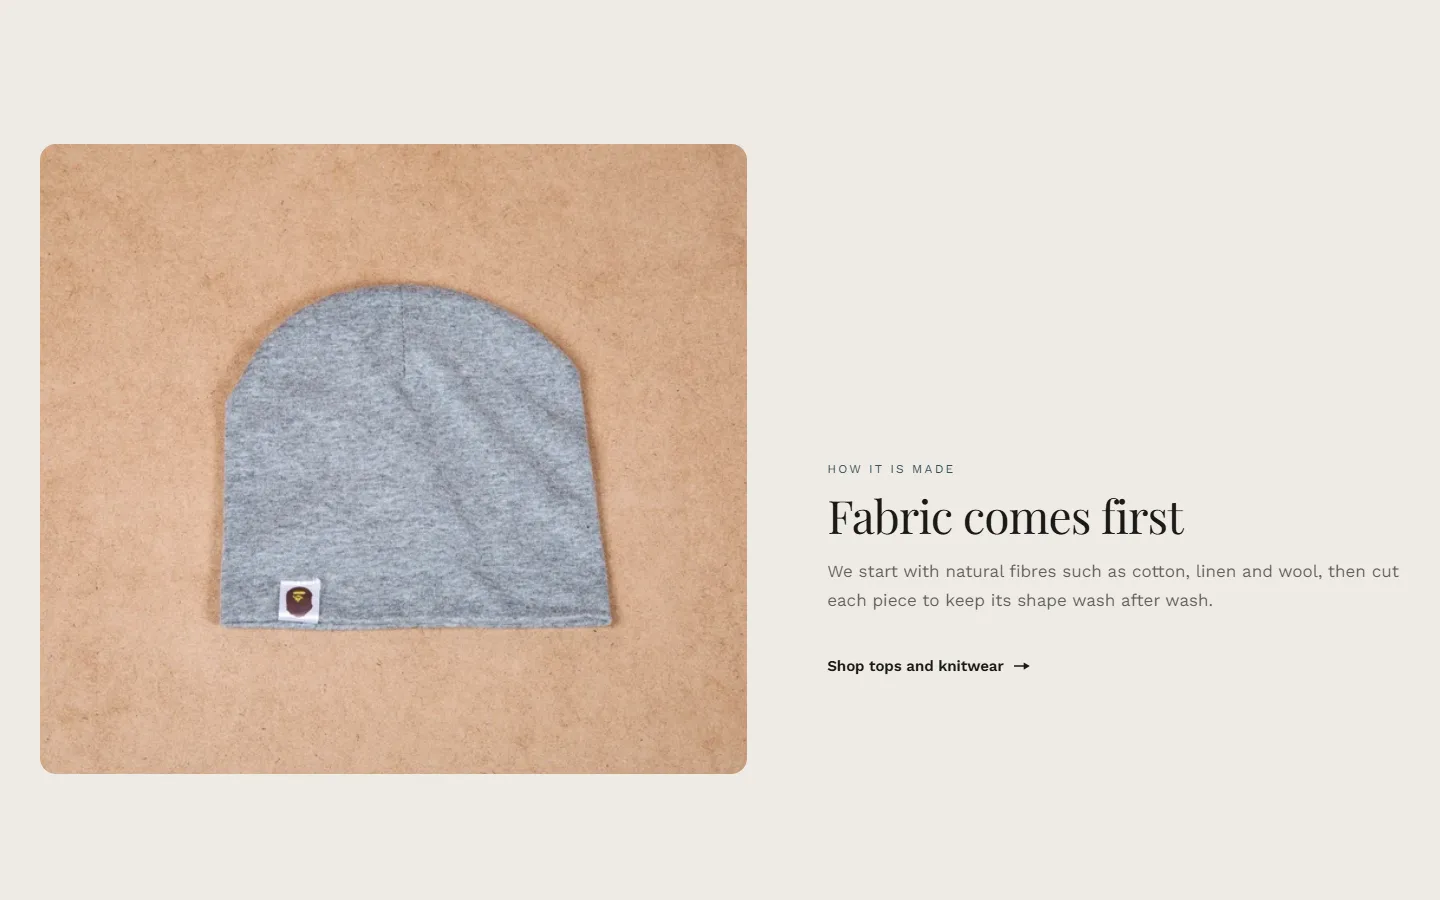 HOW IT IS MADE
Fabric comes first
We start with natural fibres such as cotton, linen and wool, then cut
each piece to keep its shape wash after wash.
Shop tops and knitwear →